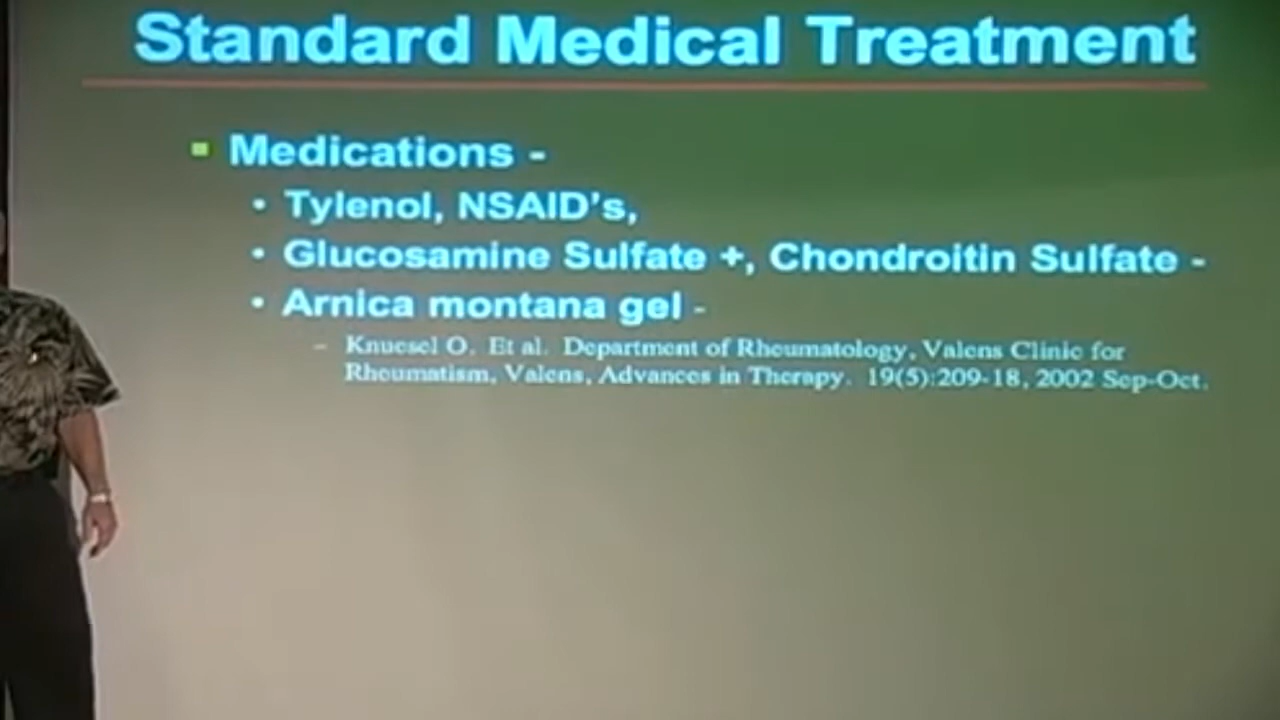 Standard Medical Treatment
Medications -
• Tylenol, NSAID's,
• Glucosamine Sulfate +, Chondroitin Sulfate -
• Arnica montana gel -
– Knuesel O. Et al. Department of Rheumatology, Valens Clinic for
Rheumatism, Valens, Advances in Therapy. 19(5):209-18, 2002 Sep-Oct.